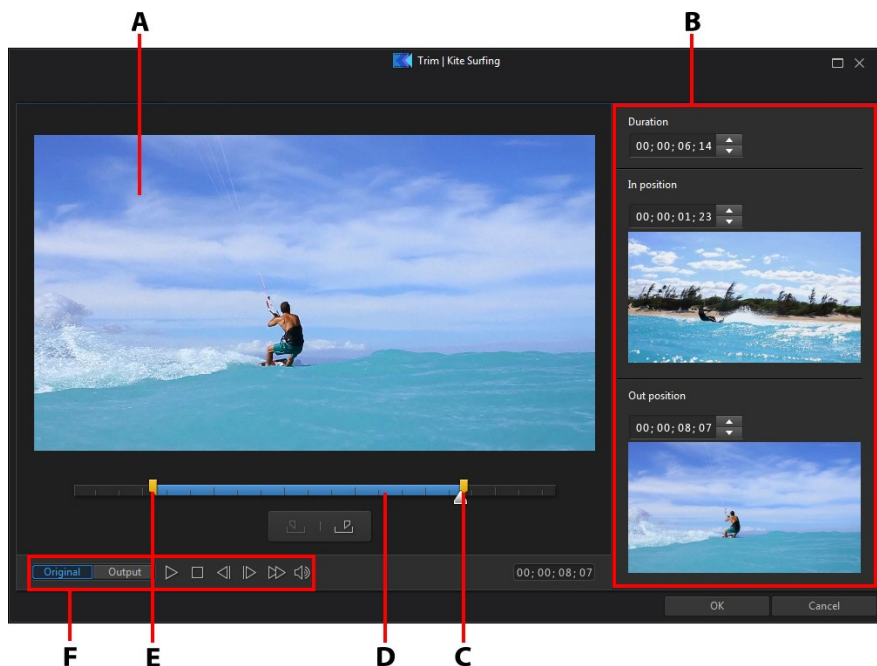 A
B
Trim | Kite Surfing
Duration
00; 00; 06; 14
In position
00; 00; 01; 23
Out position
00; 00; 08; 07
Original Output
00; 00; 08; 07
OK Cancel
F
E
D
C